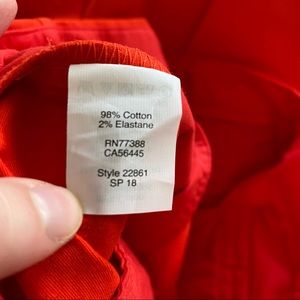 98% Cotton
2% Elastane
RN77388
CA56445
Style 22861
SP 18